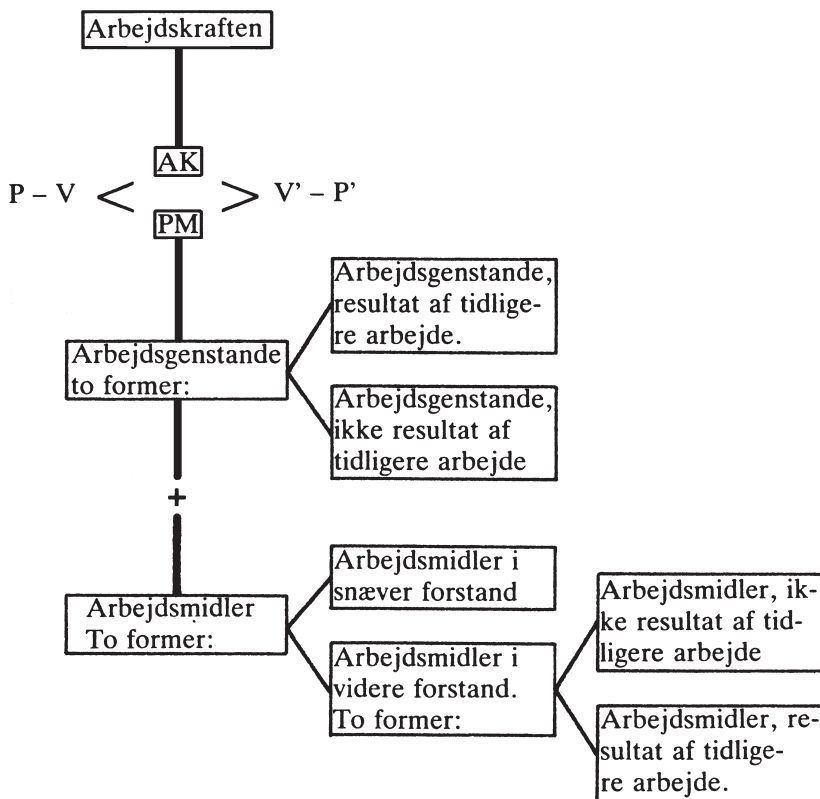 Arbejdskraften
AK
P – V < > V’ – P’
PM
Arbejdsgenstande,
resultat af tidlige-
re arbejde.
Arbejdsgenstande
to former:
Arbejdsgenstande,
ikke resultat af
tidligere arbejde
+
Arbejdsmidler i
snæver forstand
Arbejdsmidler
To former:
Arbejdsmidler i
videre forstand.
To former:
Arbejdsmidler, ik-
ke resultat af tid-
ligere arbejde
Arbejdsmidler, re-
sultat af tidlige-
re arbejde.